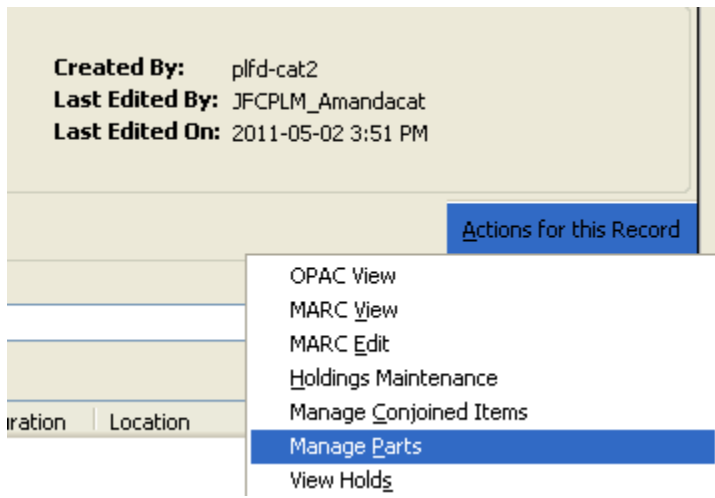 Created By: plfd-cat2
Last Edited By: JFCPLM_Amandacat
Last Edited On: 2011-05-02 3:51 PM
Actions for this Record
OPAC View
MARC View
MARC Edit
Holdings Maintenance
Manage Conjoined Items
uration Location
Manage Parts
View Holds